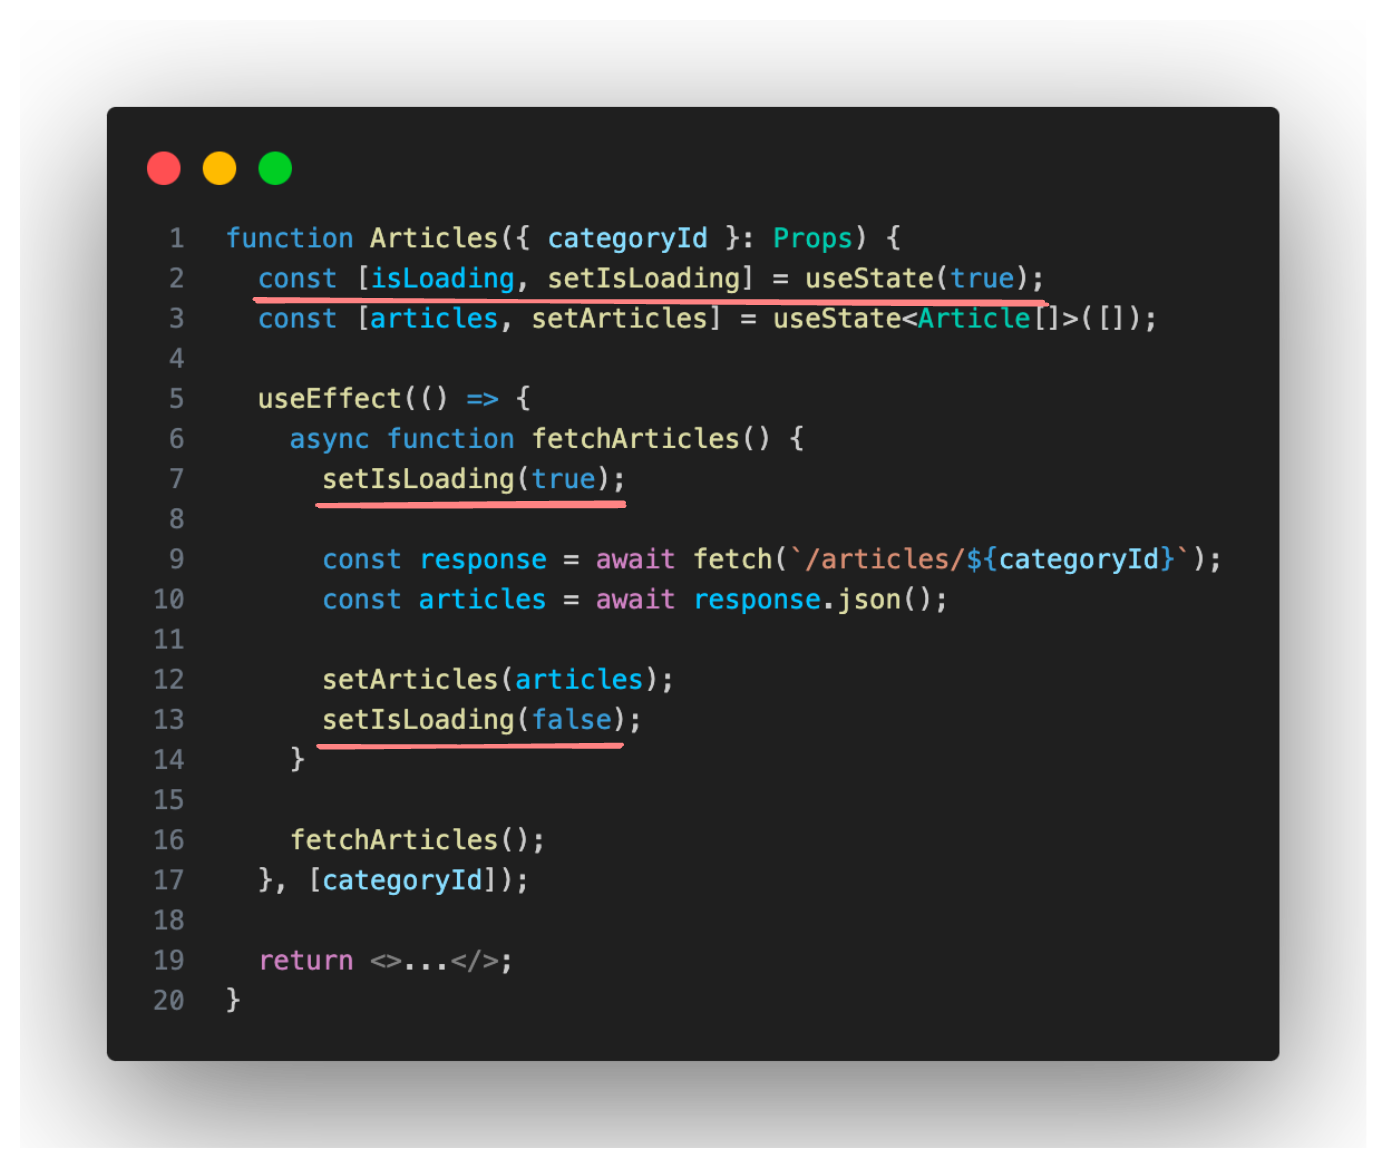 1 function Articles({ categoryId }: Props) {
2 const [isLoading, setIsLoading] = useState(true);
3 const [articles, setArticles] = useState<Article[]>([]);
4
5 useEffect(() => {
6 async function fetchArticles() {
7 setIsLoading(true);
8
9 const response = await fetch(`/articles/${categoryId}`);
10 const articles = await response.json();
11
12 setArticles(articles);
13 setIsLoading(false);
14 }
15
16 fetchArticles();
17 }, [categoryId]);
18
19 return <>...</>;
20 }